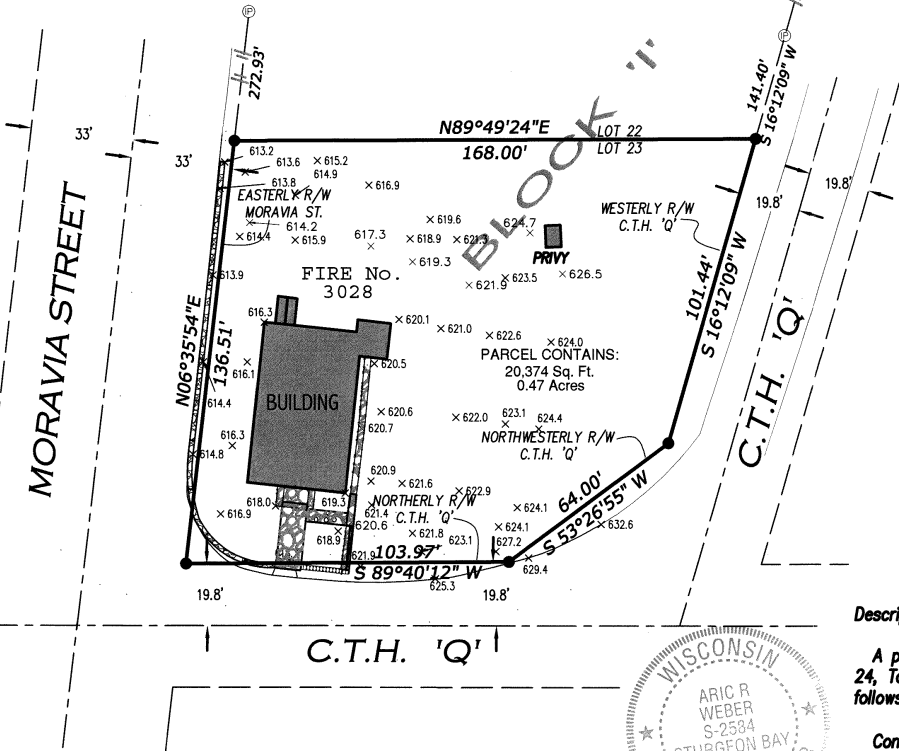 272.93'
141.40'
S 16°12'09" W
IP
IP
BLOCK '1'
33'
33'
N89°49'24"E
168.00'
LOT 22
LOT 23
19.8'
19.8'
613.2
613.6
615.2
614.9
613.8
616.9
EASTERLY R/W
MORAVIA ST.
614.2
614.4
615.9
617.3
619.6
618.9
621.3
619.3
624.7
PRIVY
WESTERLY R/W
C.T.H. 'Q'
613.9
FIRE No.
3028
621.9
623.5
626.5
MORAVIA STREET
N06°35'54"E
136.51'
101.44'
S 16°12'09" W
C.T.H. 'Q'
616.3
620.1
621.0
622.6
624.0
616.1
620.5
PARCEL CONTAINS:
20,374 Sq. Ft.
0.47 Acres
BUILDING
614.4
620.6
620.7
622.0
623.1
624.4
616.3
614.8
NORTHWESTERLY R/W
C.T.H. 'Q'
620.9
621.6
622.9
618.0
619.3
NORTHERLY R/W
C.T.H. 'Q'
621.4
624.1
64.00'
S 53°26'55" W
616.9
620.6
618.9
621.8
623.1
624.1
627.2
632.6
621.9
103.97'
S 89°40'12" W
629.4
625.3
19.8'
19.8'
C.T.H. 'Q'
WISCONSIN
ARIC R
WEBER
S-2584
STURGEON BAY
A p
24, To
follows
Con